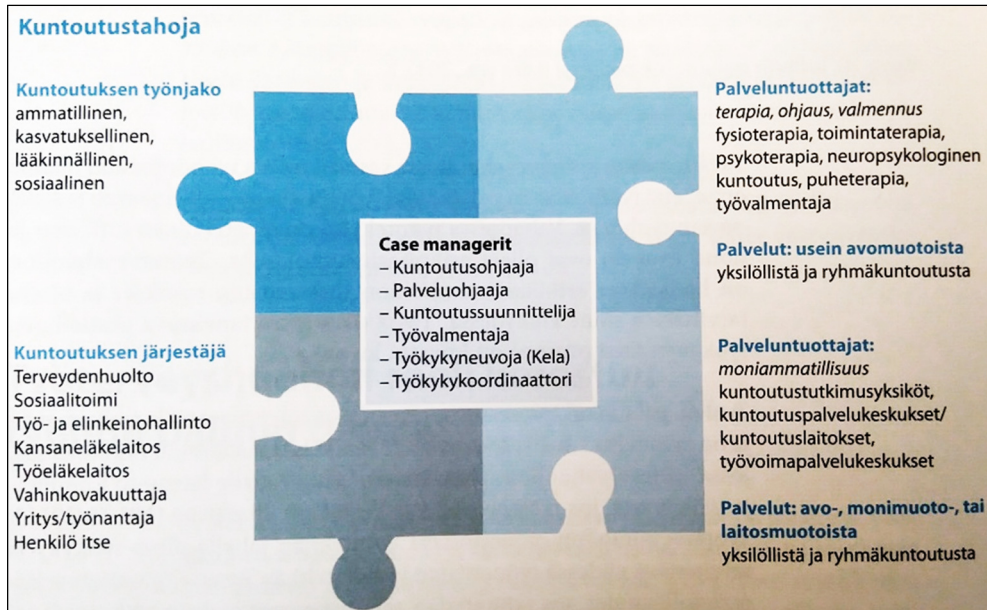 Kuntoutustahoja
Kuntoutuksen työnjako
ammatillinen,
kasvatuksellinen,
lääkinnällinen,
sosiaalinen
Palveluntuottajat:
terapia, ohjaus, valmennus
fysioterapia, toimintaterapia,
psykoterapia, neuropsykologinen
kuntoutus, puheterapia,
työvalmentaja
Palvelut: usein avomuotoista
yksilöllistä ja ryhmäkuntoutusta
Case managerit
– Kuntoutusohjaaja
– Palveluohjaaja
– Kuntoutussuunnittelija
– Työvalmentaja
– Työkykyneuvoja (Kela)
– Työkykykoordinaattori
Kuntoutuksen järjestäjä
Terveydenhuolto
Sosiaalitoimi
Työ- ja elinkeinohallinto
Kansaneläkelaitos
Työeläkelaitos
Vahinkovakuuttaja
Yritys/työnantaja
Henkilö itse
Palveluntuottajat:
moniammatillisuus
kuntoutustutkimusyksiköt,
kuntoutuspalvelukeskukset/
kuntoutuslaitokset,
työvoimapalvelukeskukset
Palvelut: avo-, monimuoto-, tai
laitosmuotoista
yksilöllistä ja ryhmäkuntoutusta